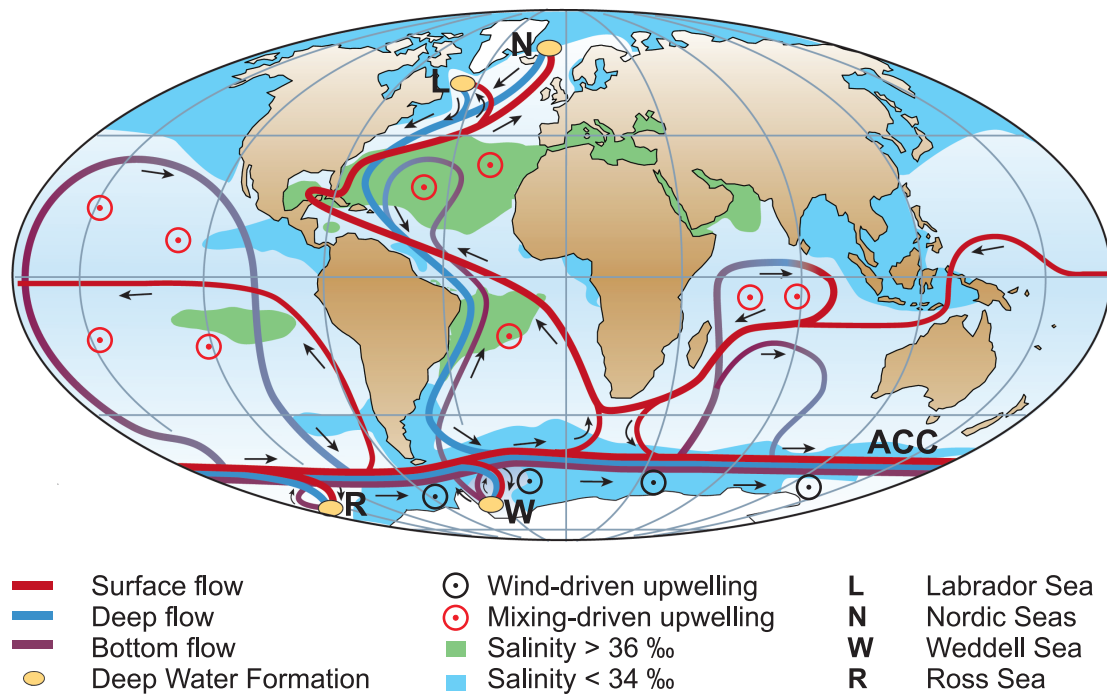 N
L
ACC
R
W
Surface flow
Deep flow
Bottom flow
Deep Water Formation
Wind-driven upwelling
Mixing-driven upwelling
Salinity > 36 ‰
Salinity < 34 ‰
L Labrador Sea
N Nordic Seas
W Weddell Sea
R Ross Sea